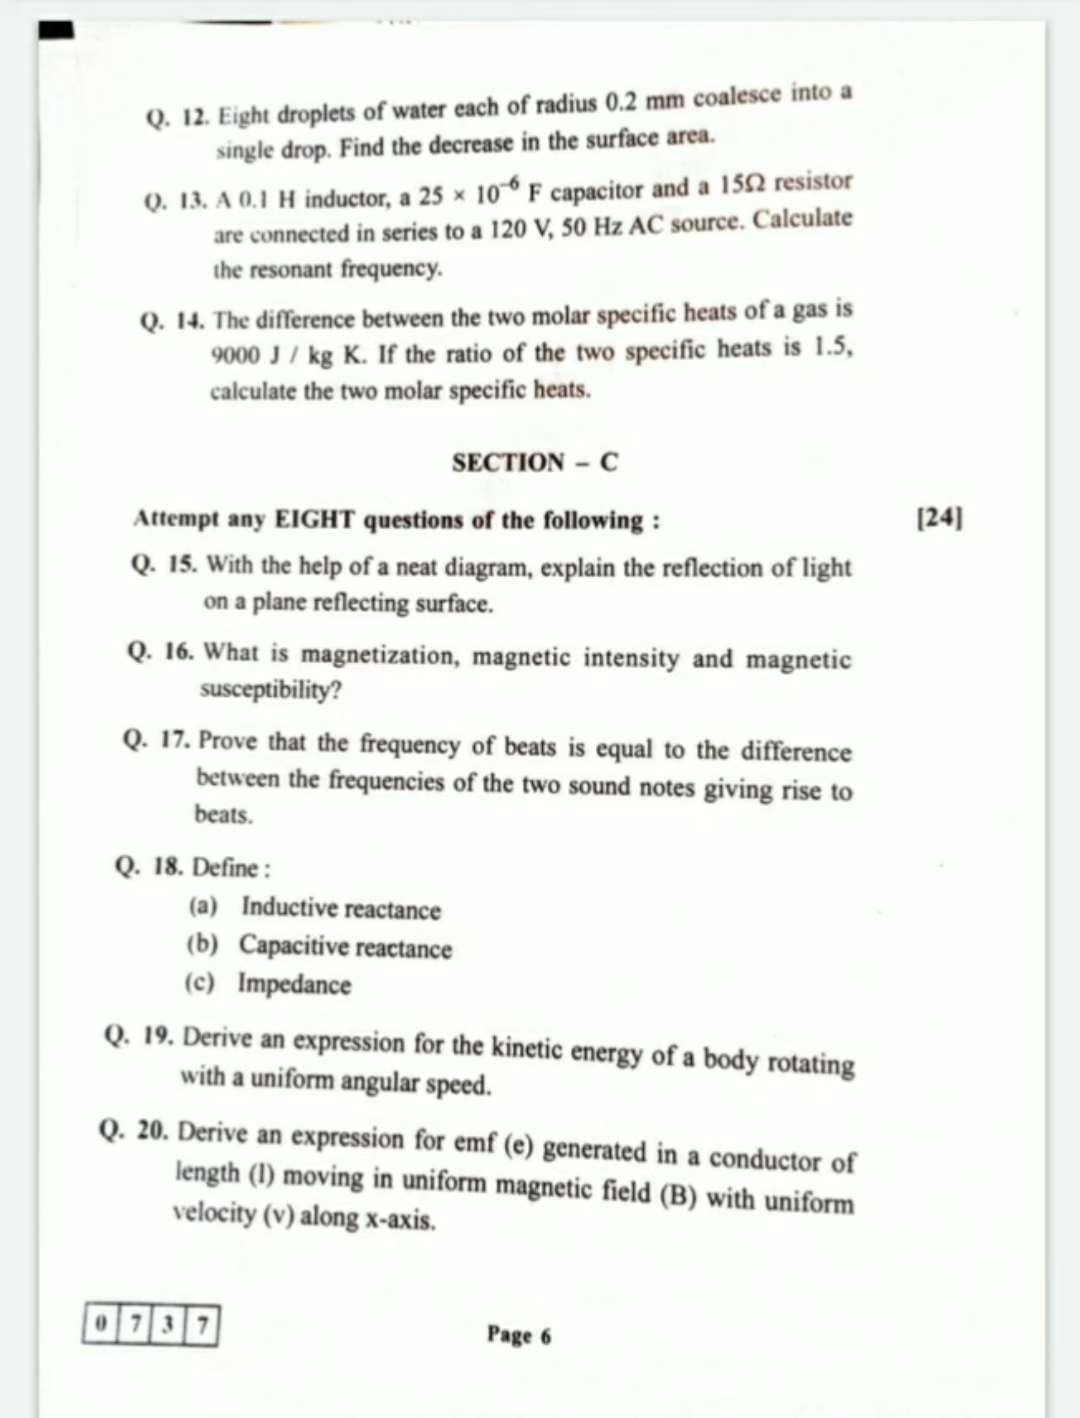 Q. 12. Eight droplets of water each of radius 0.2 mm coalesce into a
single drop. Find the decrease in the surface area.
Q. 13. A 0.1 H inductor, a 25 × 10⁻⁶ F capacitor and a 15Ω resistor
are connected in series to a 120 V, 50 Hz AC source. Calculate
the resonant frequency.
Q. 14. The difference between the two molar specific heats of a gas is
9000 J / kg K. If the ratio of the two specific heats is 1.5,
calculate the two molar specific heats.
SECTION – C
Attempt any EIGHT questions of the following : [24]
Q. 15. With the help of a neat diagram, explain the reflection of light
on a plane reflecting surface.
Q. 16. What is magnetization, magnetic intensity and magnetic
susceptibility?
Q. 17. Prove that the frequency of beats is equal to the difference
between the frequencies of the two sound notes giving rise to
beats.
Q. 18. Define :
(a) Inductive reactance
(b) Capacitive reactance
(c) Impedance
Q. 19. Derive an expression for the kinetic energy of a body rotating
with a uniform angular speed.
Q. 20. Derive an expression for emf (e) generated in a conductor of
length (l) moving in uniform magnetic field (B) with uniform
velocity (v) along x-axis.
0 7 3 7
Page 6